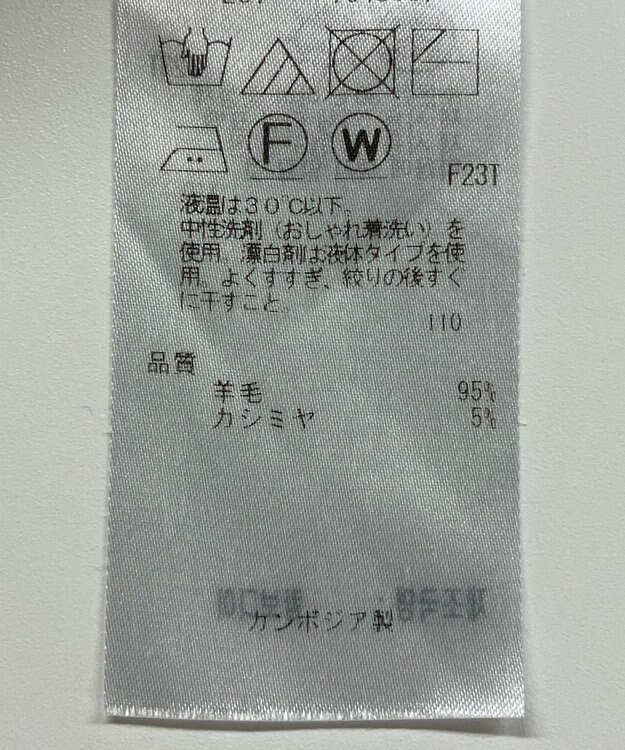 F
W
F23T
液温は30℃以下。
中性洗剤（おしゃれ着洗い）を
使用。漂白剤は液体タイプを使
用。よくすすぎ、絞りの後すぐ
に干すこと。
110
品質
羊毛 95%
カシミヤ 5%
カンボジア製